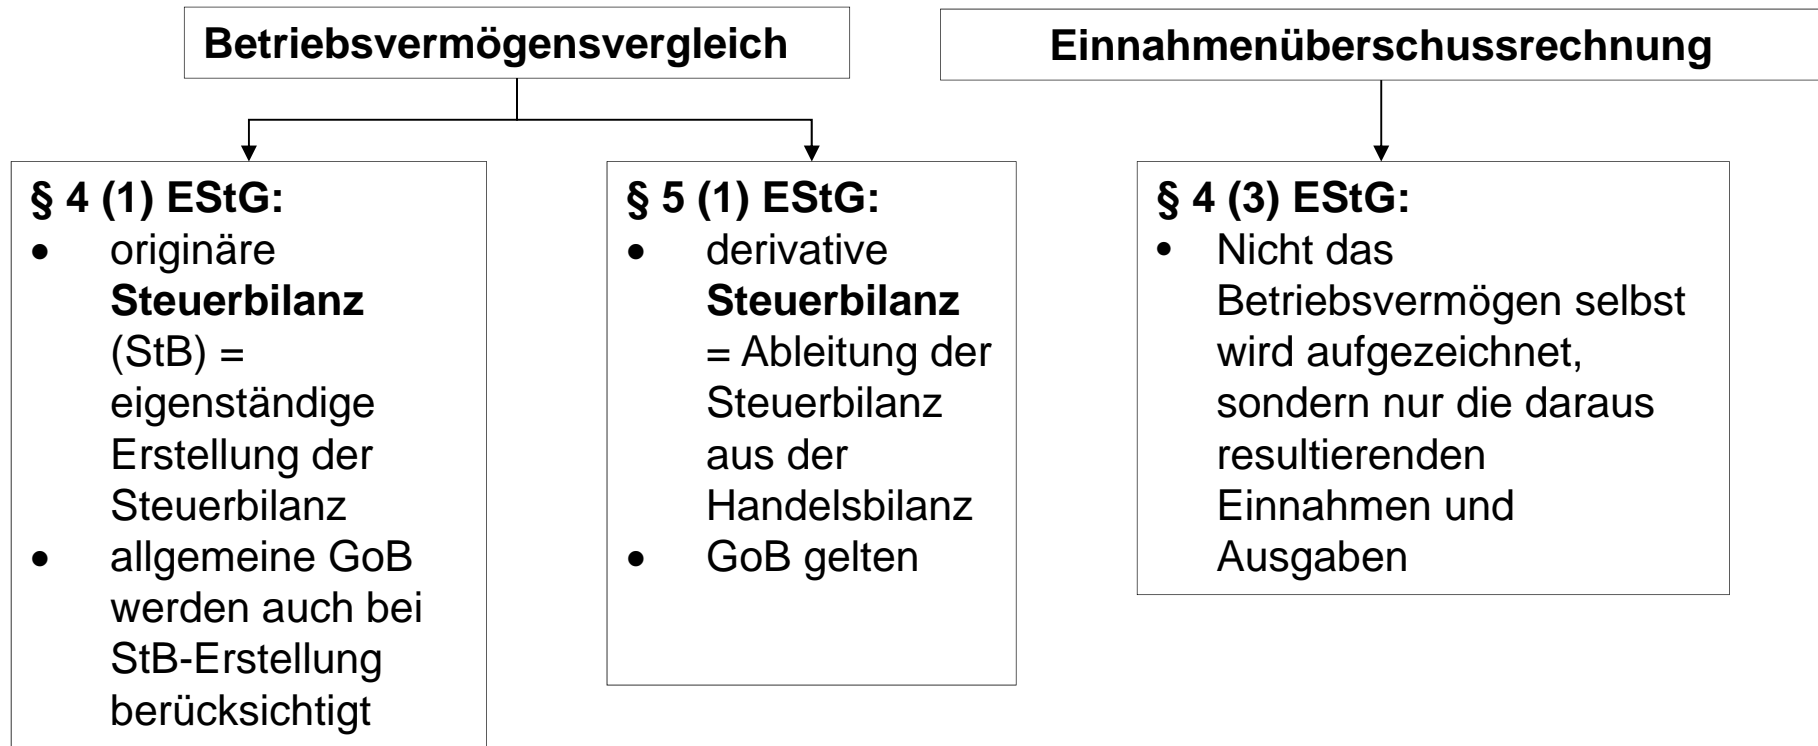 Betriebsvermögensvergleich
Einnahmenüberschussrechnung
§ 4 (1) EStG:
• originäre
Steuerbilanz
(StB) =
eigenständige
Erstellung der
Steuerbilanz
• allgemeine GoB
werden auch bei
StB-Erstellung
berücksichtigt
§ 5 (1) EStG:
• derivative
Steuerbilanz
= Ableitung der
Steuerbilanz
aus der
Handelsbilanz
• GoB gelten
§ 4 (3) EStG:
• Nicht das
Betriebsvermögen selbst
wird aufgezeichnet,
sondern nur die daraus
resultierenden
Einnahmen und
Ausgaben